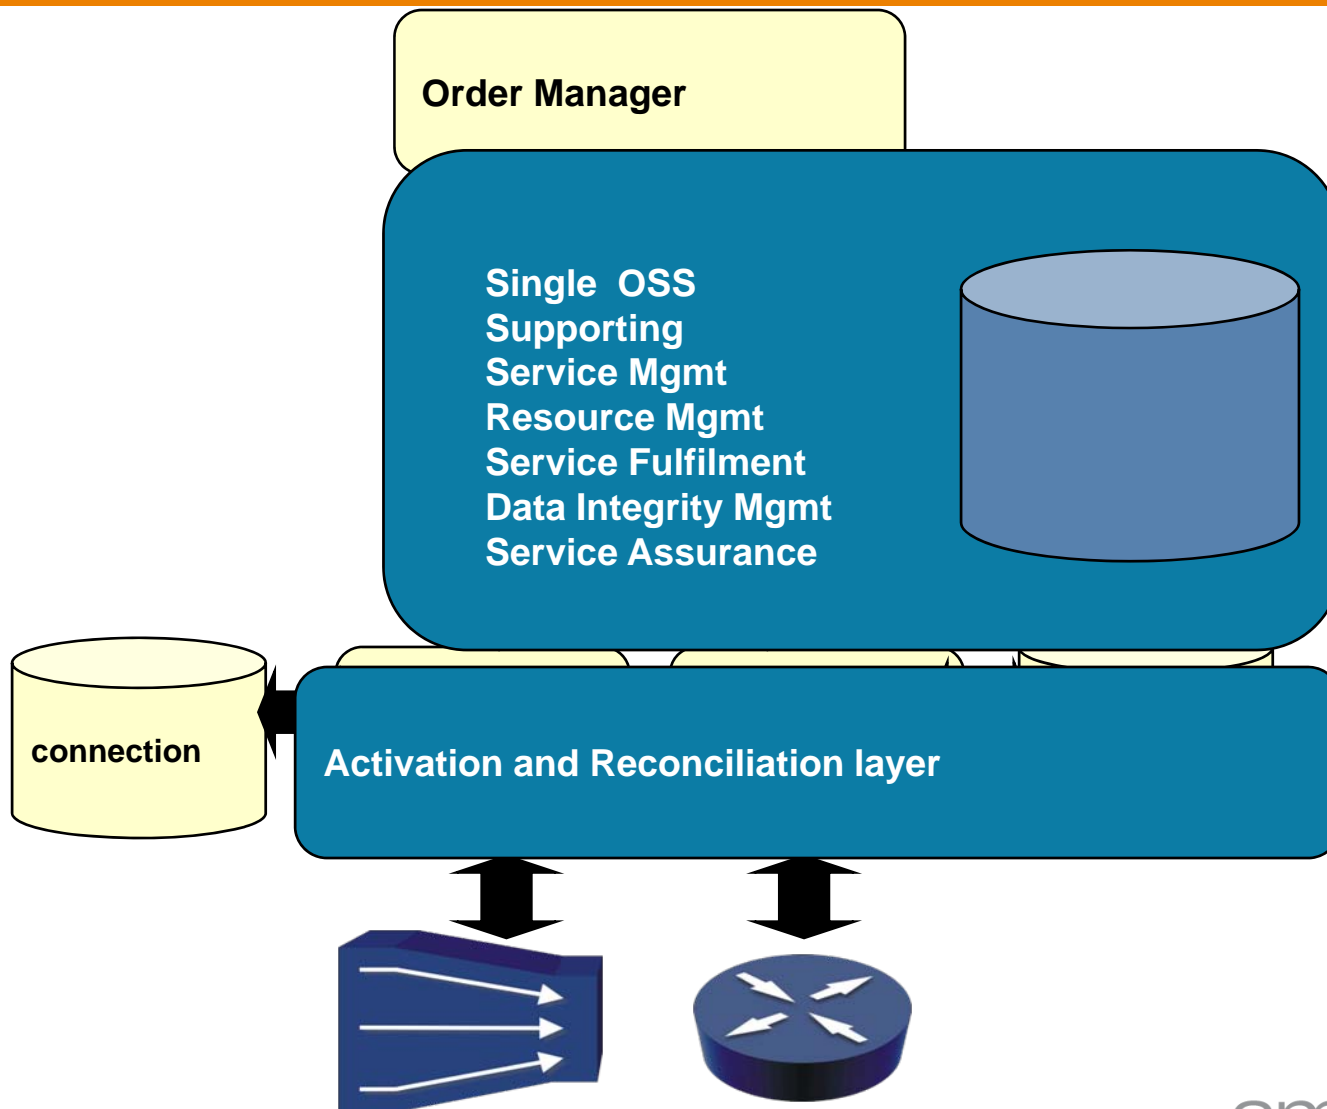 Order Manager
Single OSS
Supporting
Service Mgmt
Resource Mgmt
Service Fulfilment
Data Integrity Mgmt
Service Assurance
connection
Activation and Reconciliation layer